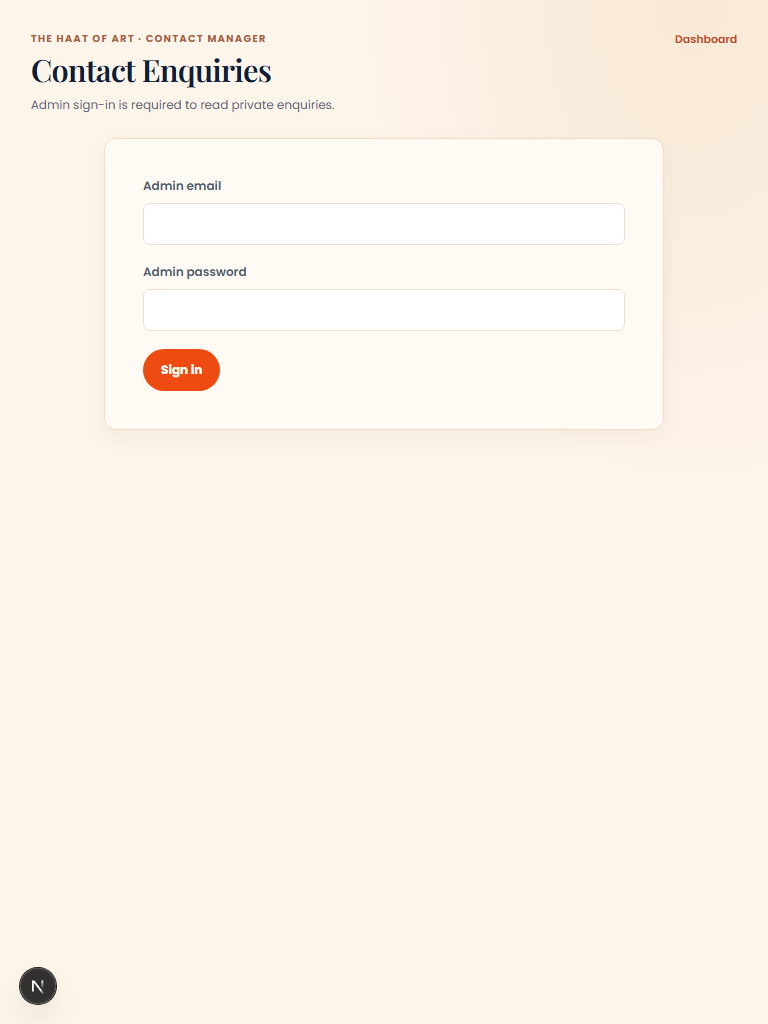 THE HAAT OF ART · CONTACT MANAGER
Dashboard
Contact Enquiries
Admin sign-in is required to read private enquiries.
Admin email
Admin password
Sign in
N